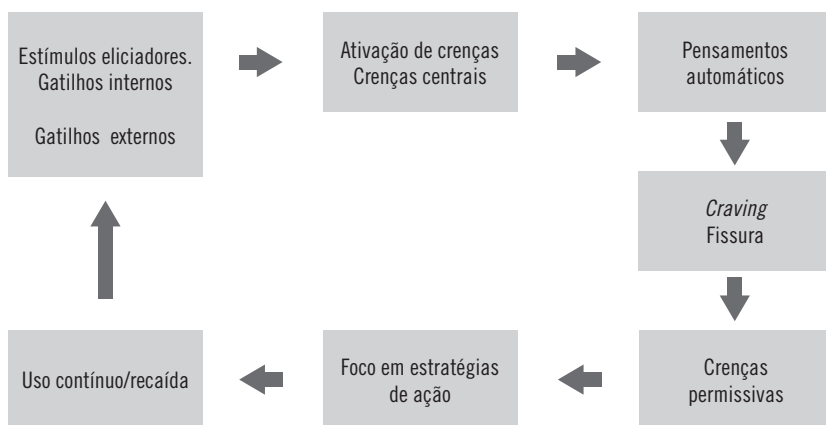 Estímulos eliciadores.
Gatilhos internos
Gatilhos externos
Ativação de crenças
Crenças centrais
Pensamentos
automáticos
Craving
Fissura
Crenças
permissivas
Foco em estratégias
de ação
Uso contínuo/recaída